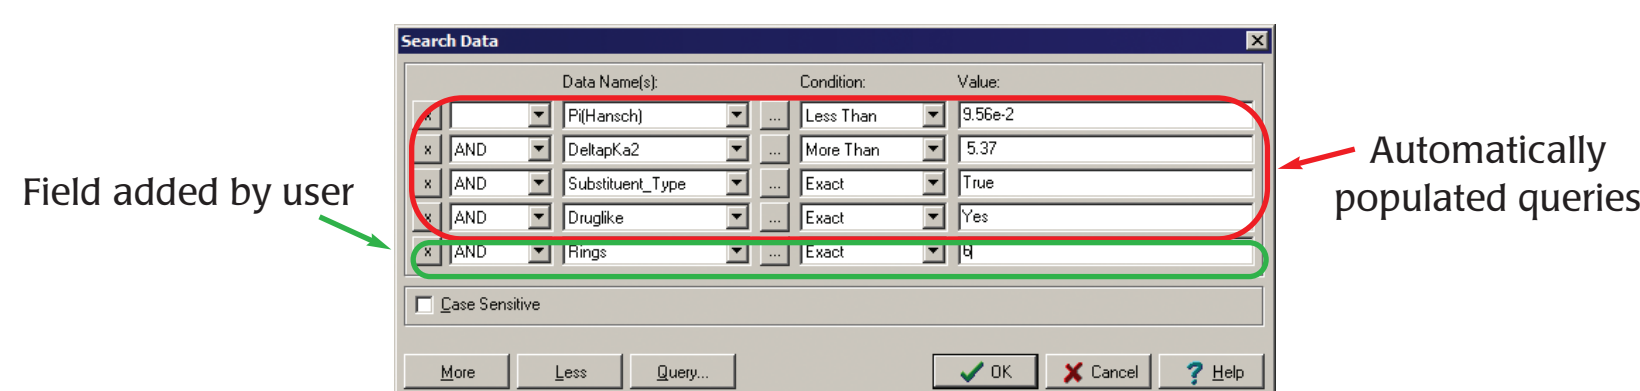 Search Data
Data Name(s): Condition: Value:
x Pi(Hansch) ... Less Than 9.56e-2
x AND DeltapKa2 ... More Than 5.37
x AND Substituent_Type ... Exact True
x AND Druglike ... Exact Yes
x AND Rings ... Exact 6
Case Sensitive
More Less Query... OK Cancel ? Help
Field added by user
Automatically
populated queries